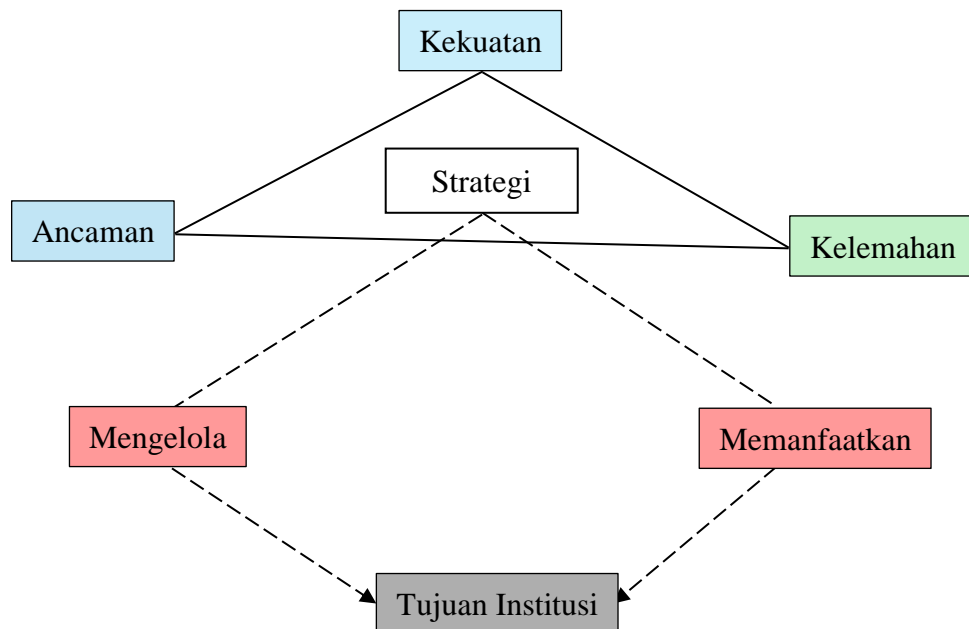 Kekuatan
Strategi
Ancaman
Kelemahan
Mengelola
Memanfaatkan
Tujuan Institusi